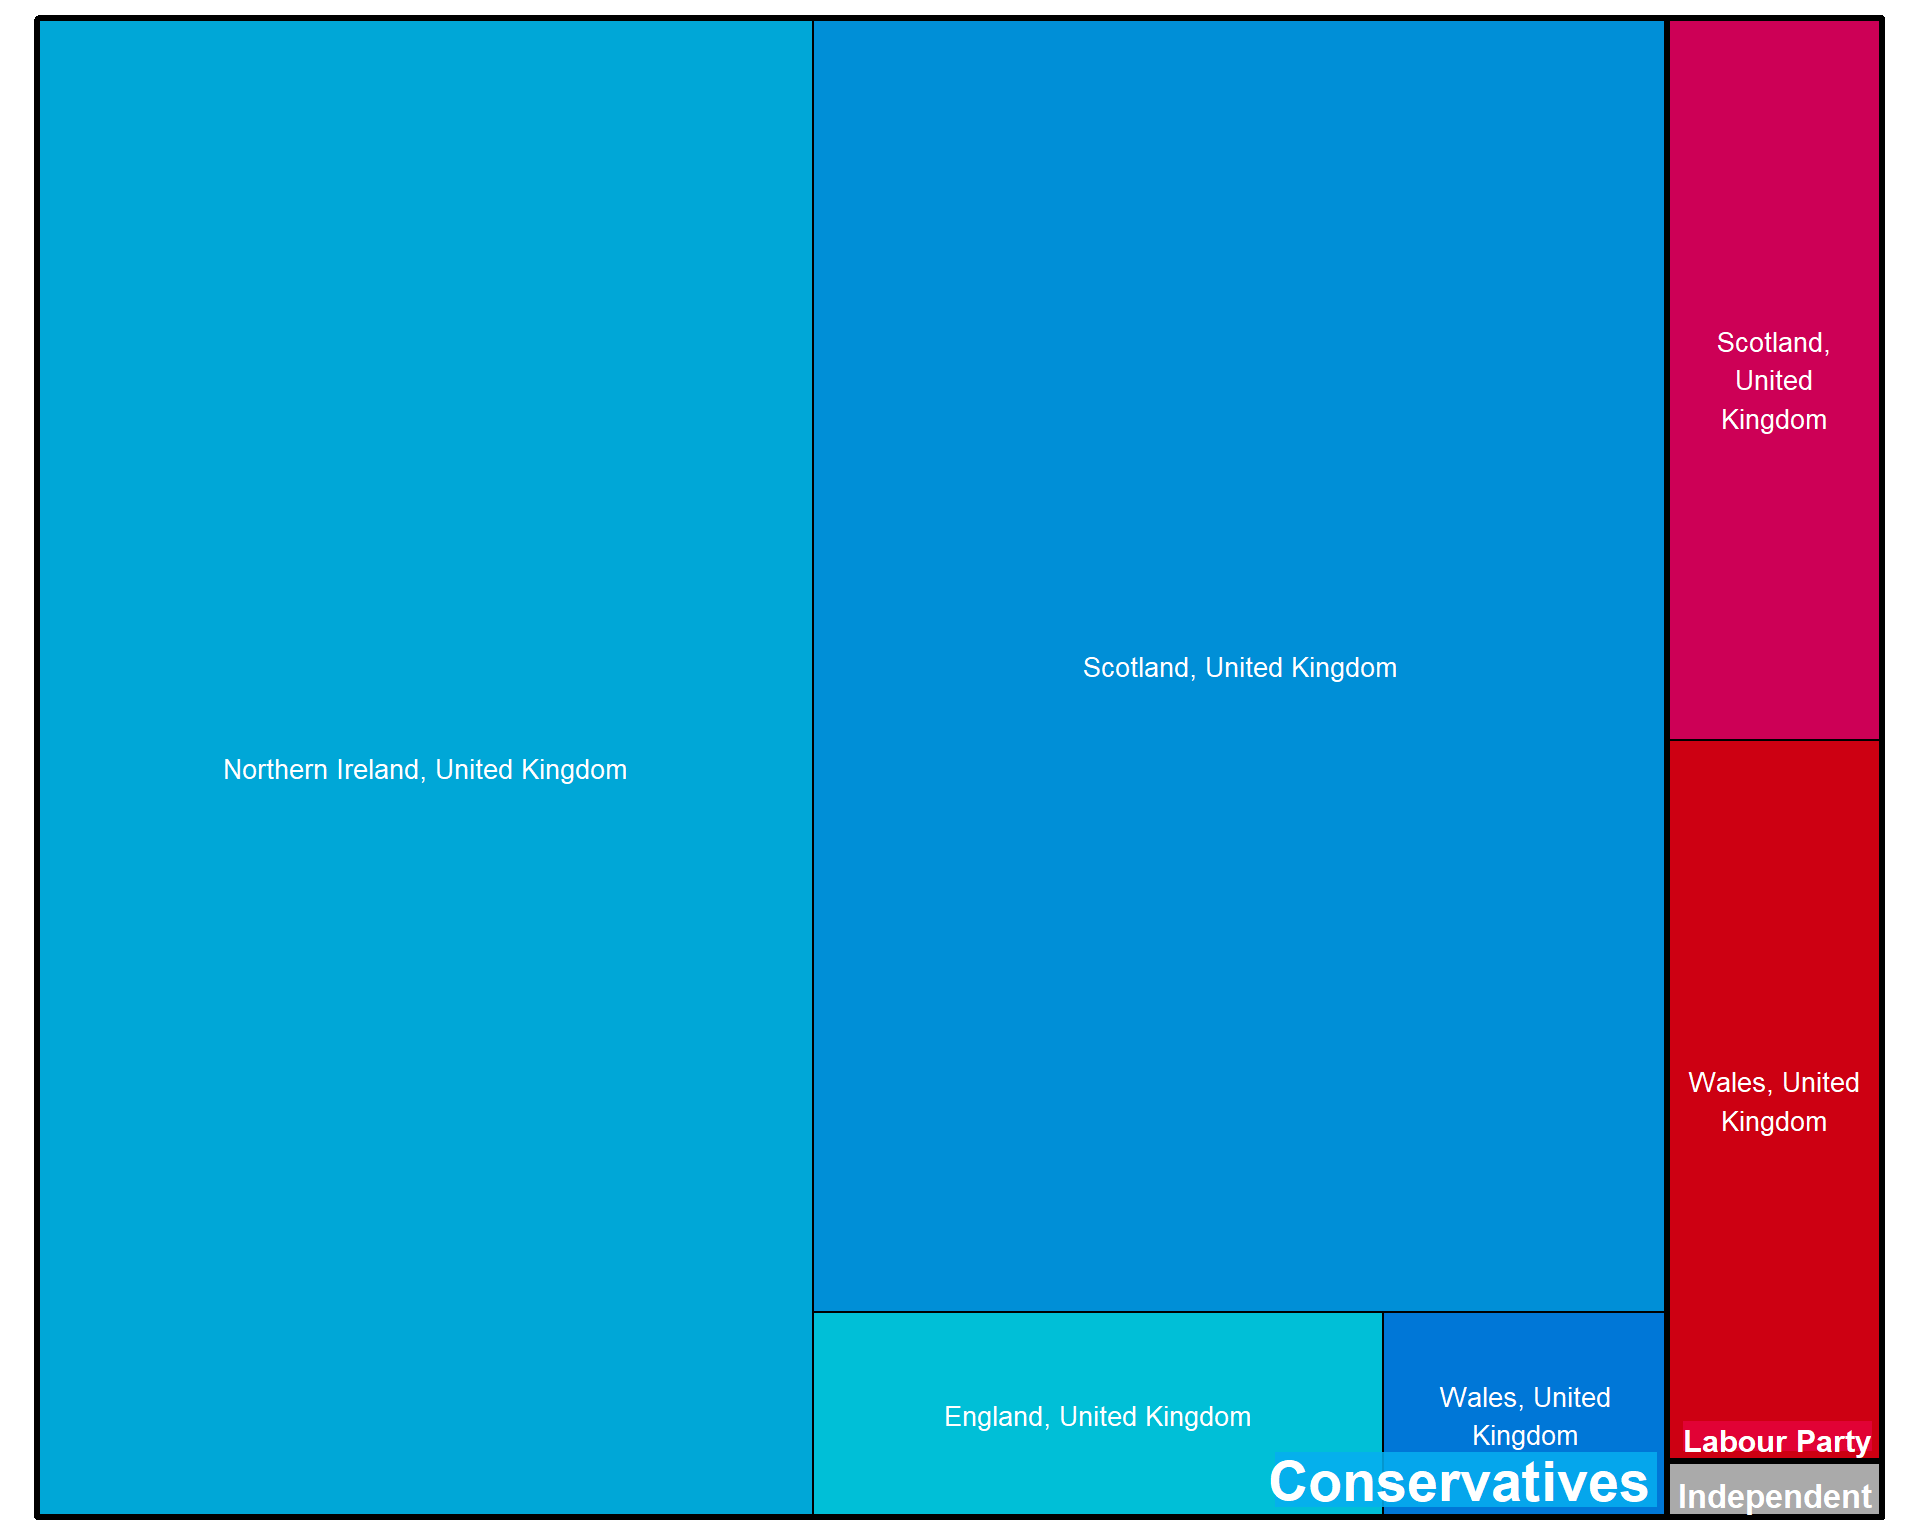 Northern Ireland, United Kingdom
Scotland, United Kingdom
England, United Kingdom
Wales, United
Kingdom
Conservatives
Scotland,
United
Kingdom
Wales, United
Kingdom
Labour Party
Independent